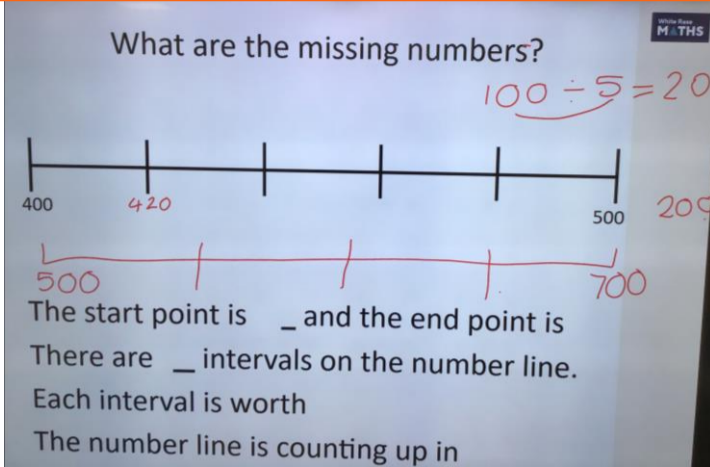 White Rose
MATHS
What are the missing numbers?
100 ÷ 5 = 20
400 420 500
20
500 700
The start point is _ and the end point is
There are _ intervals on the number line.
Each interval is worth
The number line is counting up in